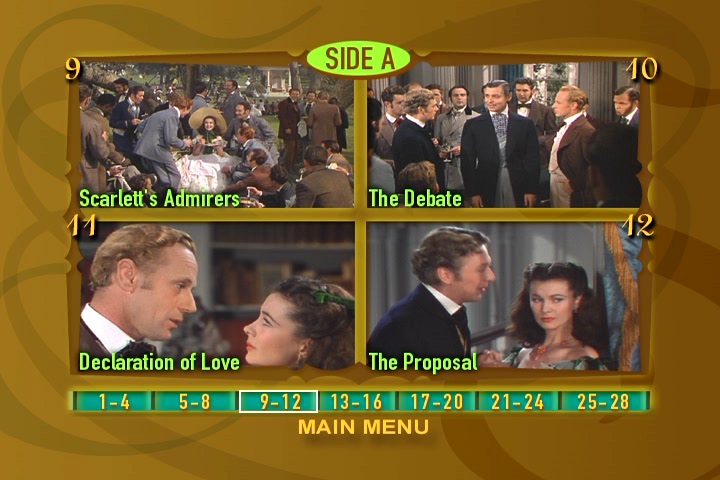 SIDE A
9
10
Scarlett's Admirers
The Debate
11
12
Declaration of Love
The Proposal
1-4 5-8 9-12 13-16 17-20 21-24 25-28
MAIN MENU